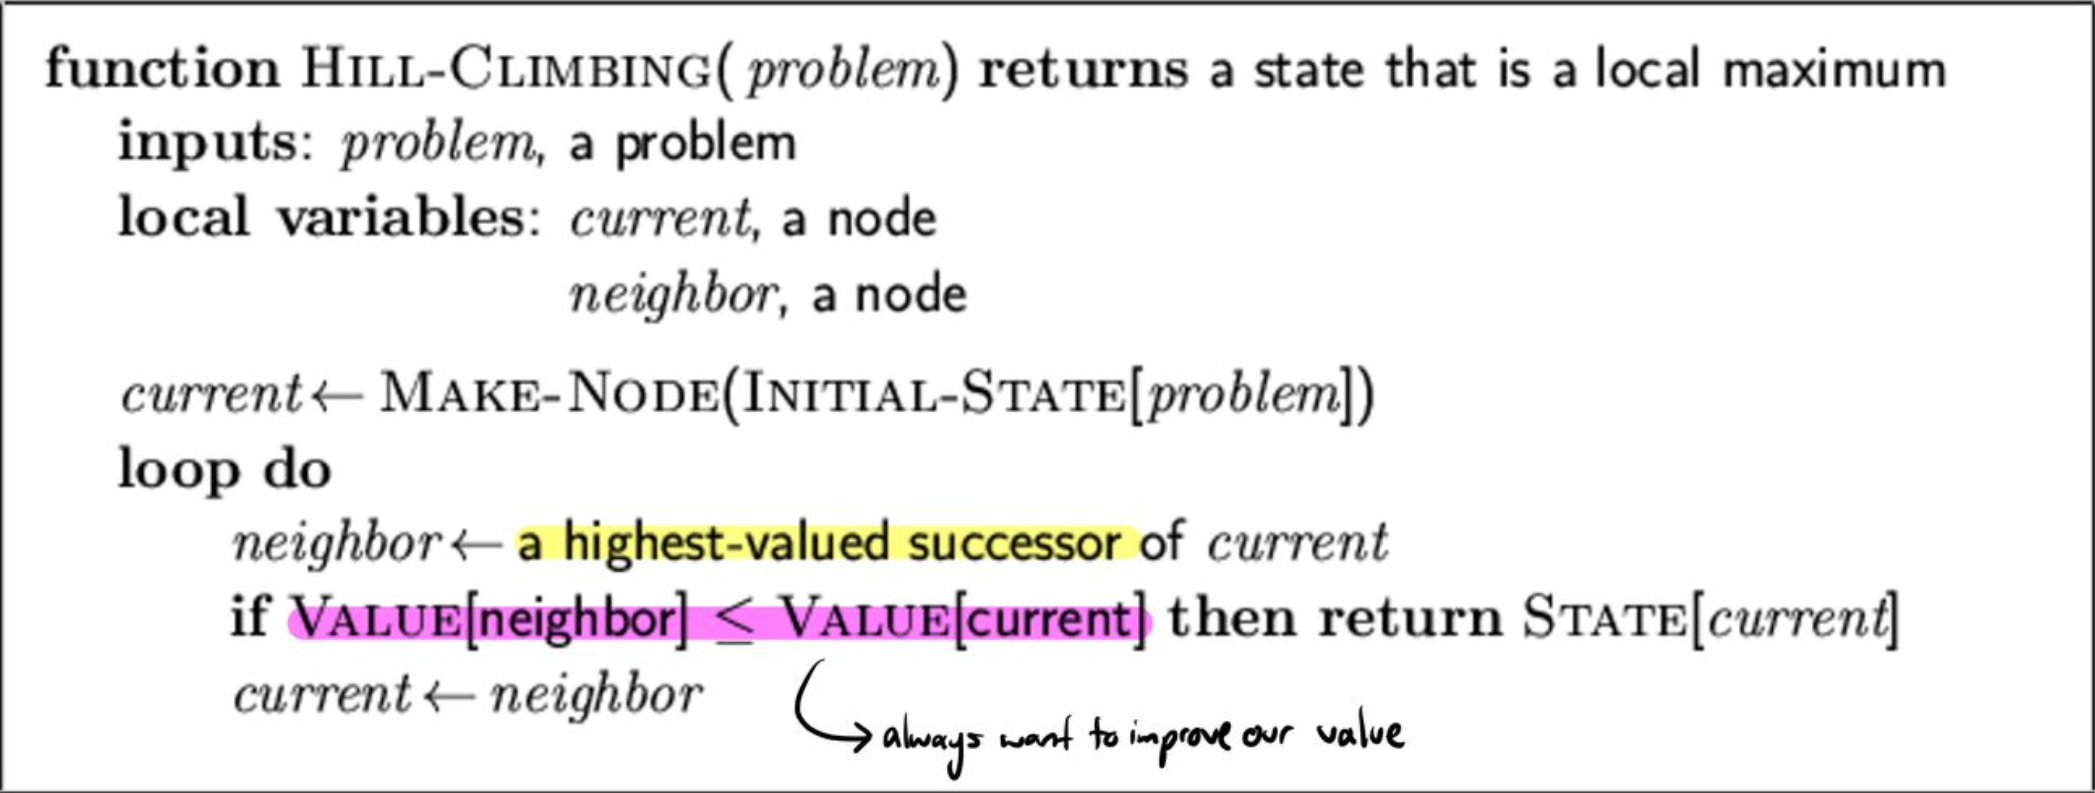 function HILL-CLIMBING( problem) returns a state that is a local maximum
inputs: problem, a problem
local variables: current, a node
neighbor, a node
current ← MAKE-NODE(INITIAL-STATE[problem])
loop do
neighbor ← a highest-valued successor of current
if VALUE[neighbor] ≤ VALUE[current] then return STATE[current]
current ← neighbor
→ always want to improve our value